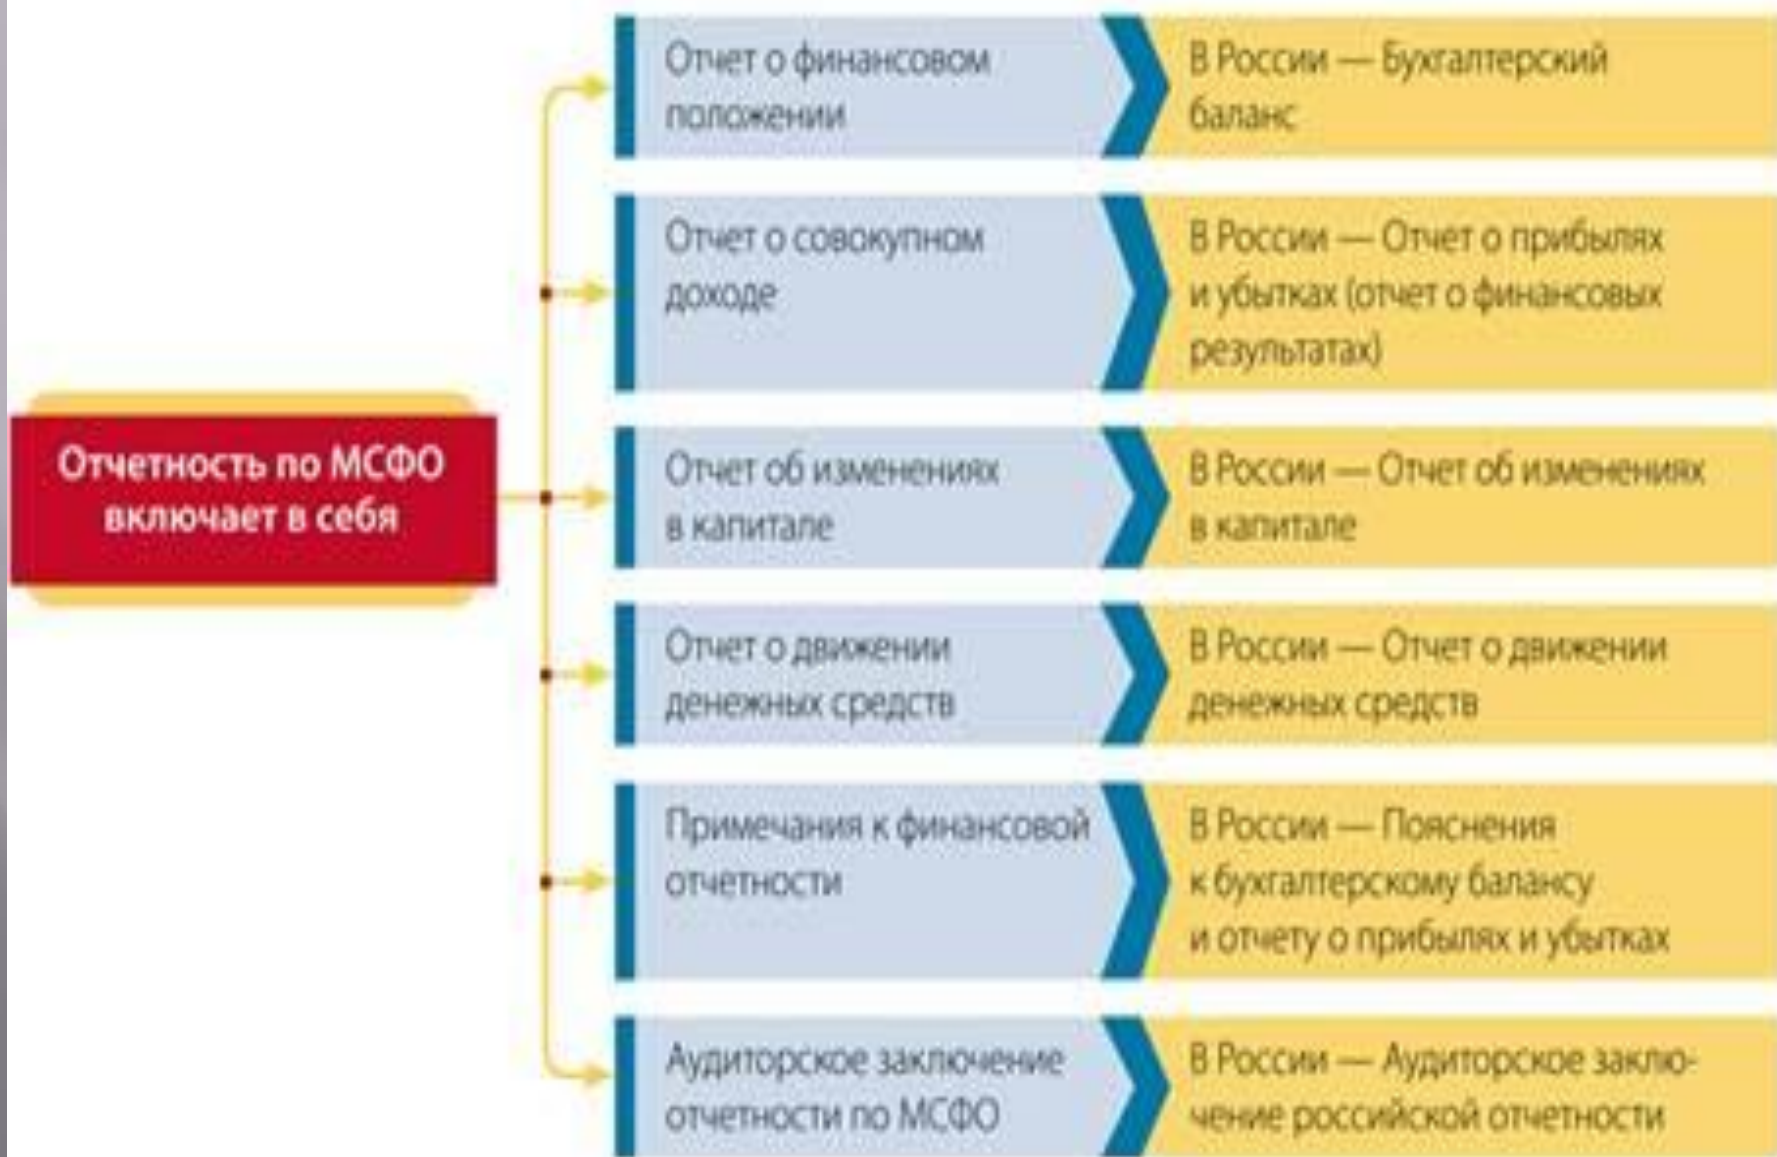 Отчетность по МСФО
включает в себя
Отчет о финансовом
положении
В России — Бухгалтерский
баланс
Отчет о совокупном
доходе
В России — Отчет о прибылях
и убытках (отчет о финансовых
результатах)
Отчет об изменениях
в капитале
В России — Отчет об изменениях
в капитале
Отчет о движении
денежных средств
В России — Отчет о движении
денежных средств
Примечания к финансовой
отчетности
В России — Пояснения
к бухгалтерскому балансу
и отчету о прибылях и убытках
Аудиторское заключение
отчетности по МСФО
В России — Аудиторское заклю-
чение российской отчетности